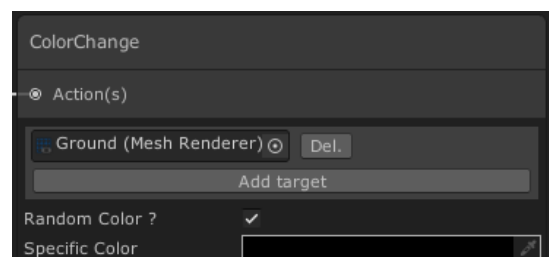 ColorChange
Action(s)
Ground (Mesh Renderer) Del.
Add target
Random Color ?
Specific Color